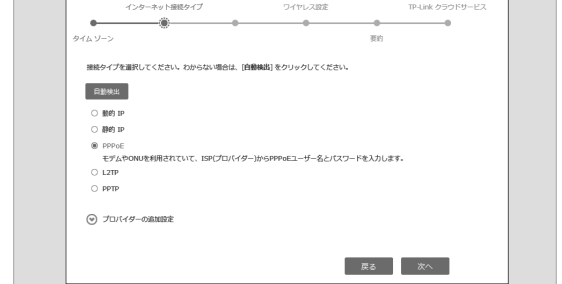 インターネット接続タイプ
ワイヤレス設定
TP-Link クラウドサービス
タイム ゾーン
要約
接続タイプを選択してください。わからない場合は、[自動検出] をクリックしてください。
自動検出
動的 IP
静的 IP
PPPoE
モデムやONUを利用されていて、ISP(プロバイダー)からPPPoEユーザー名とパスワードを入力します。
L2TP
PPTP
プロバイダーの追加設定
戻る
次へ